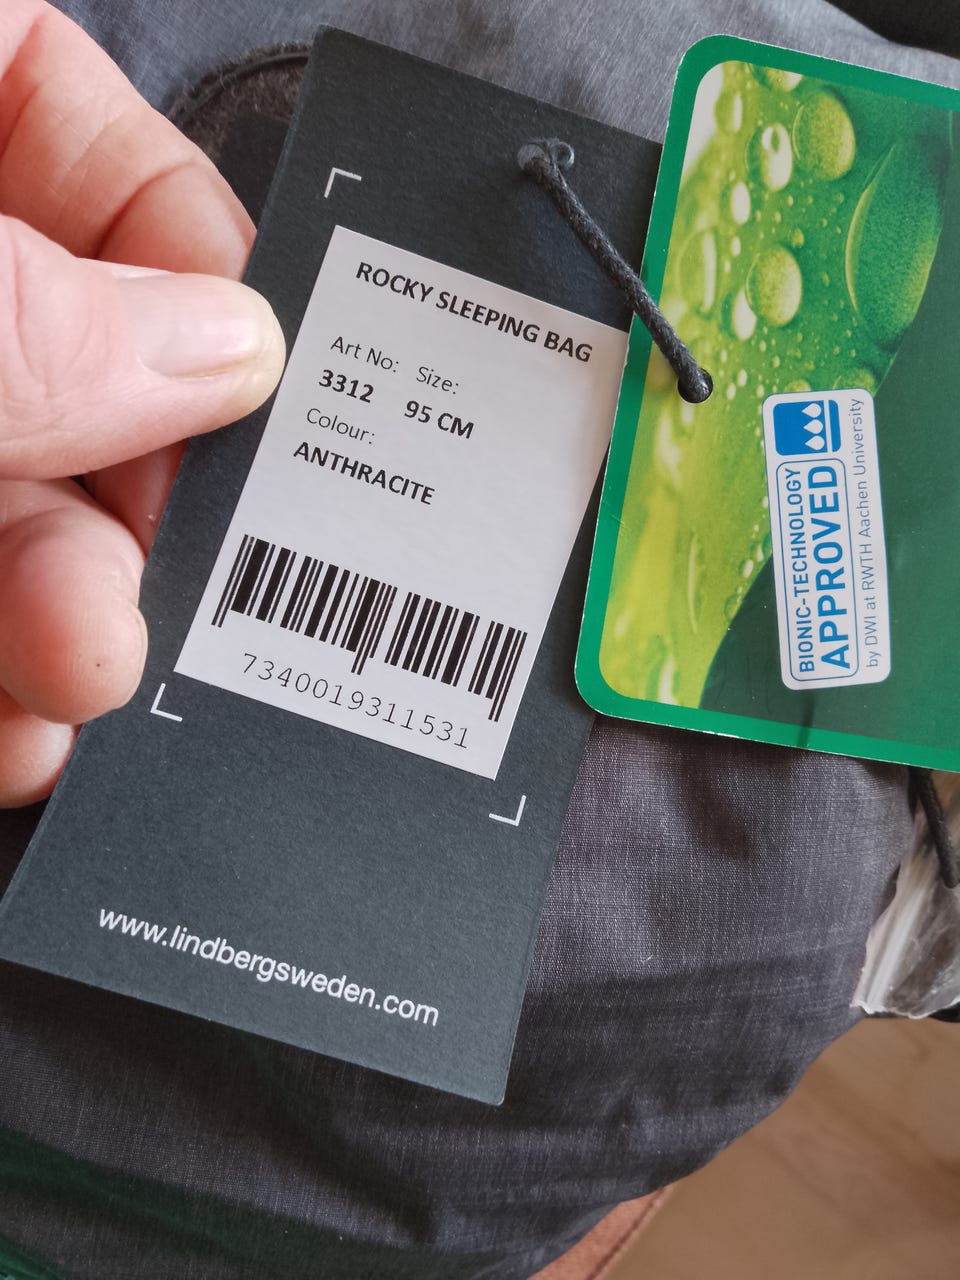 ROCKY SLEEPING BAG
Art No: Size:
3312 95 CM
Colour:
ANTHRACITE
7340019311531
www.lindbergsweden.com
BIONIC-TECHNOLOGY
APPROVED
by DWI at RWTH Aachen University